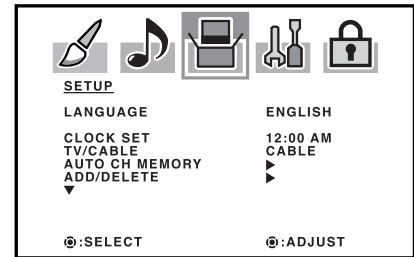 SETUP
LANGUAGE ENGLISH
CLOCK SET 12:00 AM
TV/CABLE CABLE
AUTO CH MEMORY ▶
ADD/DELETE ▶
▼
:SELECT :ADJUST